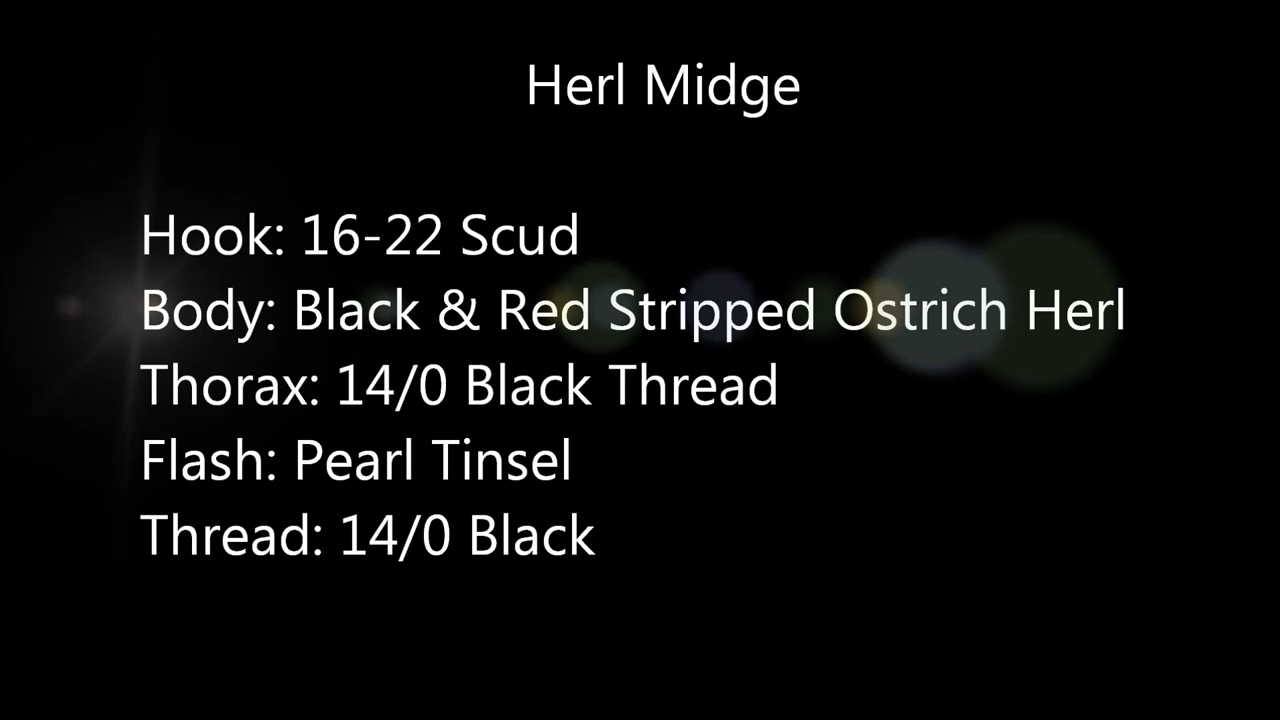 Herl Midge
Hook: 16-22 Scud
Body: Black & Red Stripped Ostrich Herl
Thorax: 14/0 Black Thread
Flash: Pearl Tinsel
Thread: 14/0 Black